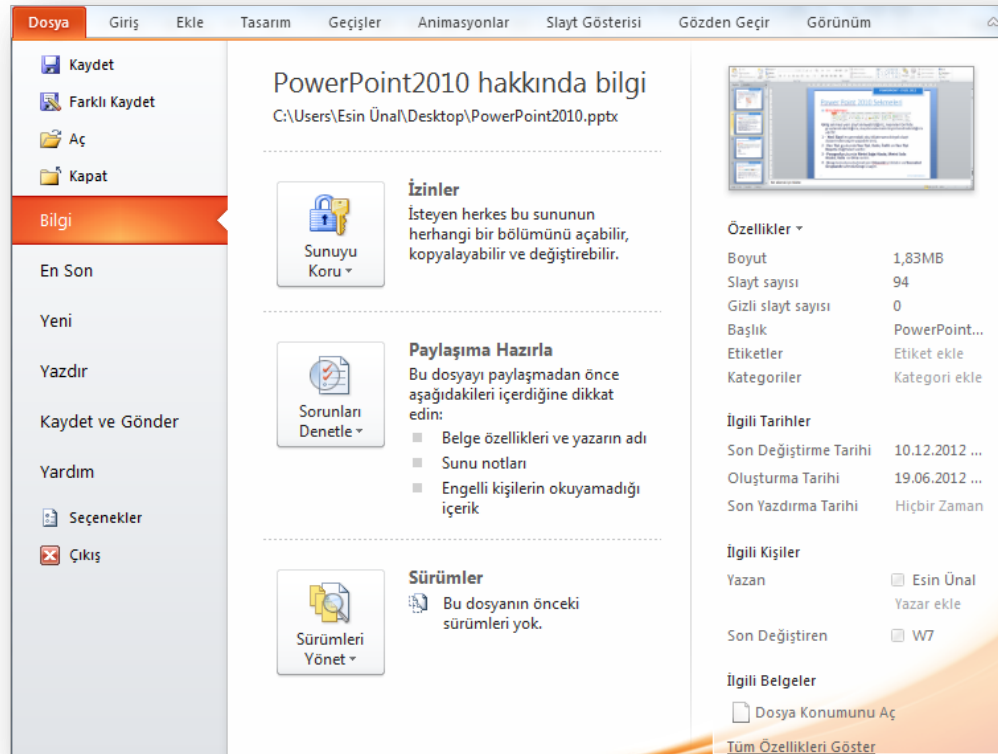 Dosya Giriş Ekle Tasarım Geçişler Animasyonlar Slayt Gösterisi Gözden Geçir Görünüm
Kaydet
Farklı Kaydet
Aç
Kapat
Bilgi
En Son
Yeni
Yazdır
Kaydet ve Gönder
Yardım
Seçenekler
Çıkış
PowerPoint2010 hakkında bilgi
C:\Users\Esin Ünal\Desktop\PowerPoint2010.pptx
Sunuyu
Koru
İzinler
İsteyen herkes bu sununun
herhangi bir bölümünü açabilir,
kopyalayabilir ve değiştirebilir.
Sorunları
Denetle
Paylaşıma Hazırla
Bu dosyayı paylaşmadan önce
aşağıdakileri içerdiğine dikkat
edin:
Belge özellikleri ve yazarın adı
Sunu notları
Engelli kişilerin okuyamadığı
içerik
Sürümleri
Yönet
Sürümler
Bu dosyanın önceki
sürümleri yok.
Power Point 2010 Sekmeleri
Özellikler
Boyut 1,83MB
Slayt sayısı 94
Gizli slayt sayısı 0
Başlık PowerPoint...
Etiketler Etiket ekle
Kategoriler Kategori ekle
İlgili Tarihler
Son Değiştirme Tarihi 10.12.2012 ...
Oluşturma Tarihi 19.06.2012 ...
Son Yazdırma Tarihi Hiçbir Zaman
İlgili Kişiler
Yazan Esin Ünal
Yazar ekle
Son Değiştiren W7
İlgili Belgeler
Dosya Konumunu Aç
Tüm Özellikleri Göster